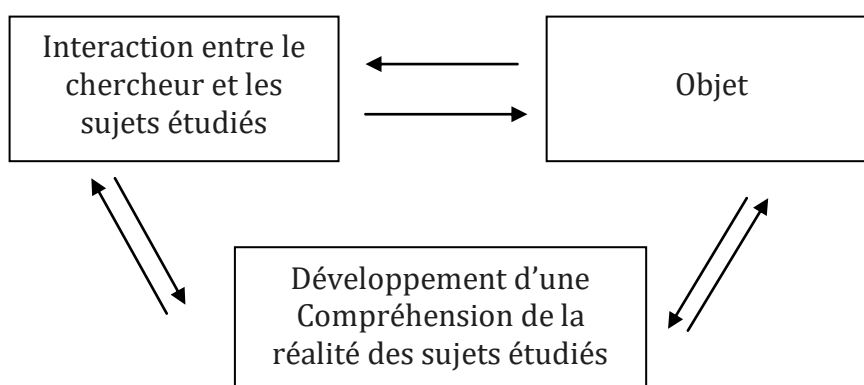 Interaction entre le
chercheur et les
sujets étudiés
Objet
Développement d’une
Compréhension de la
réalité des sujets étudiés